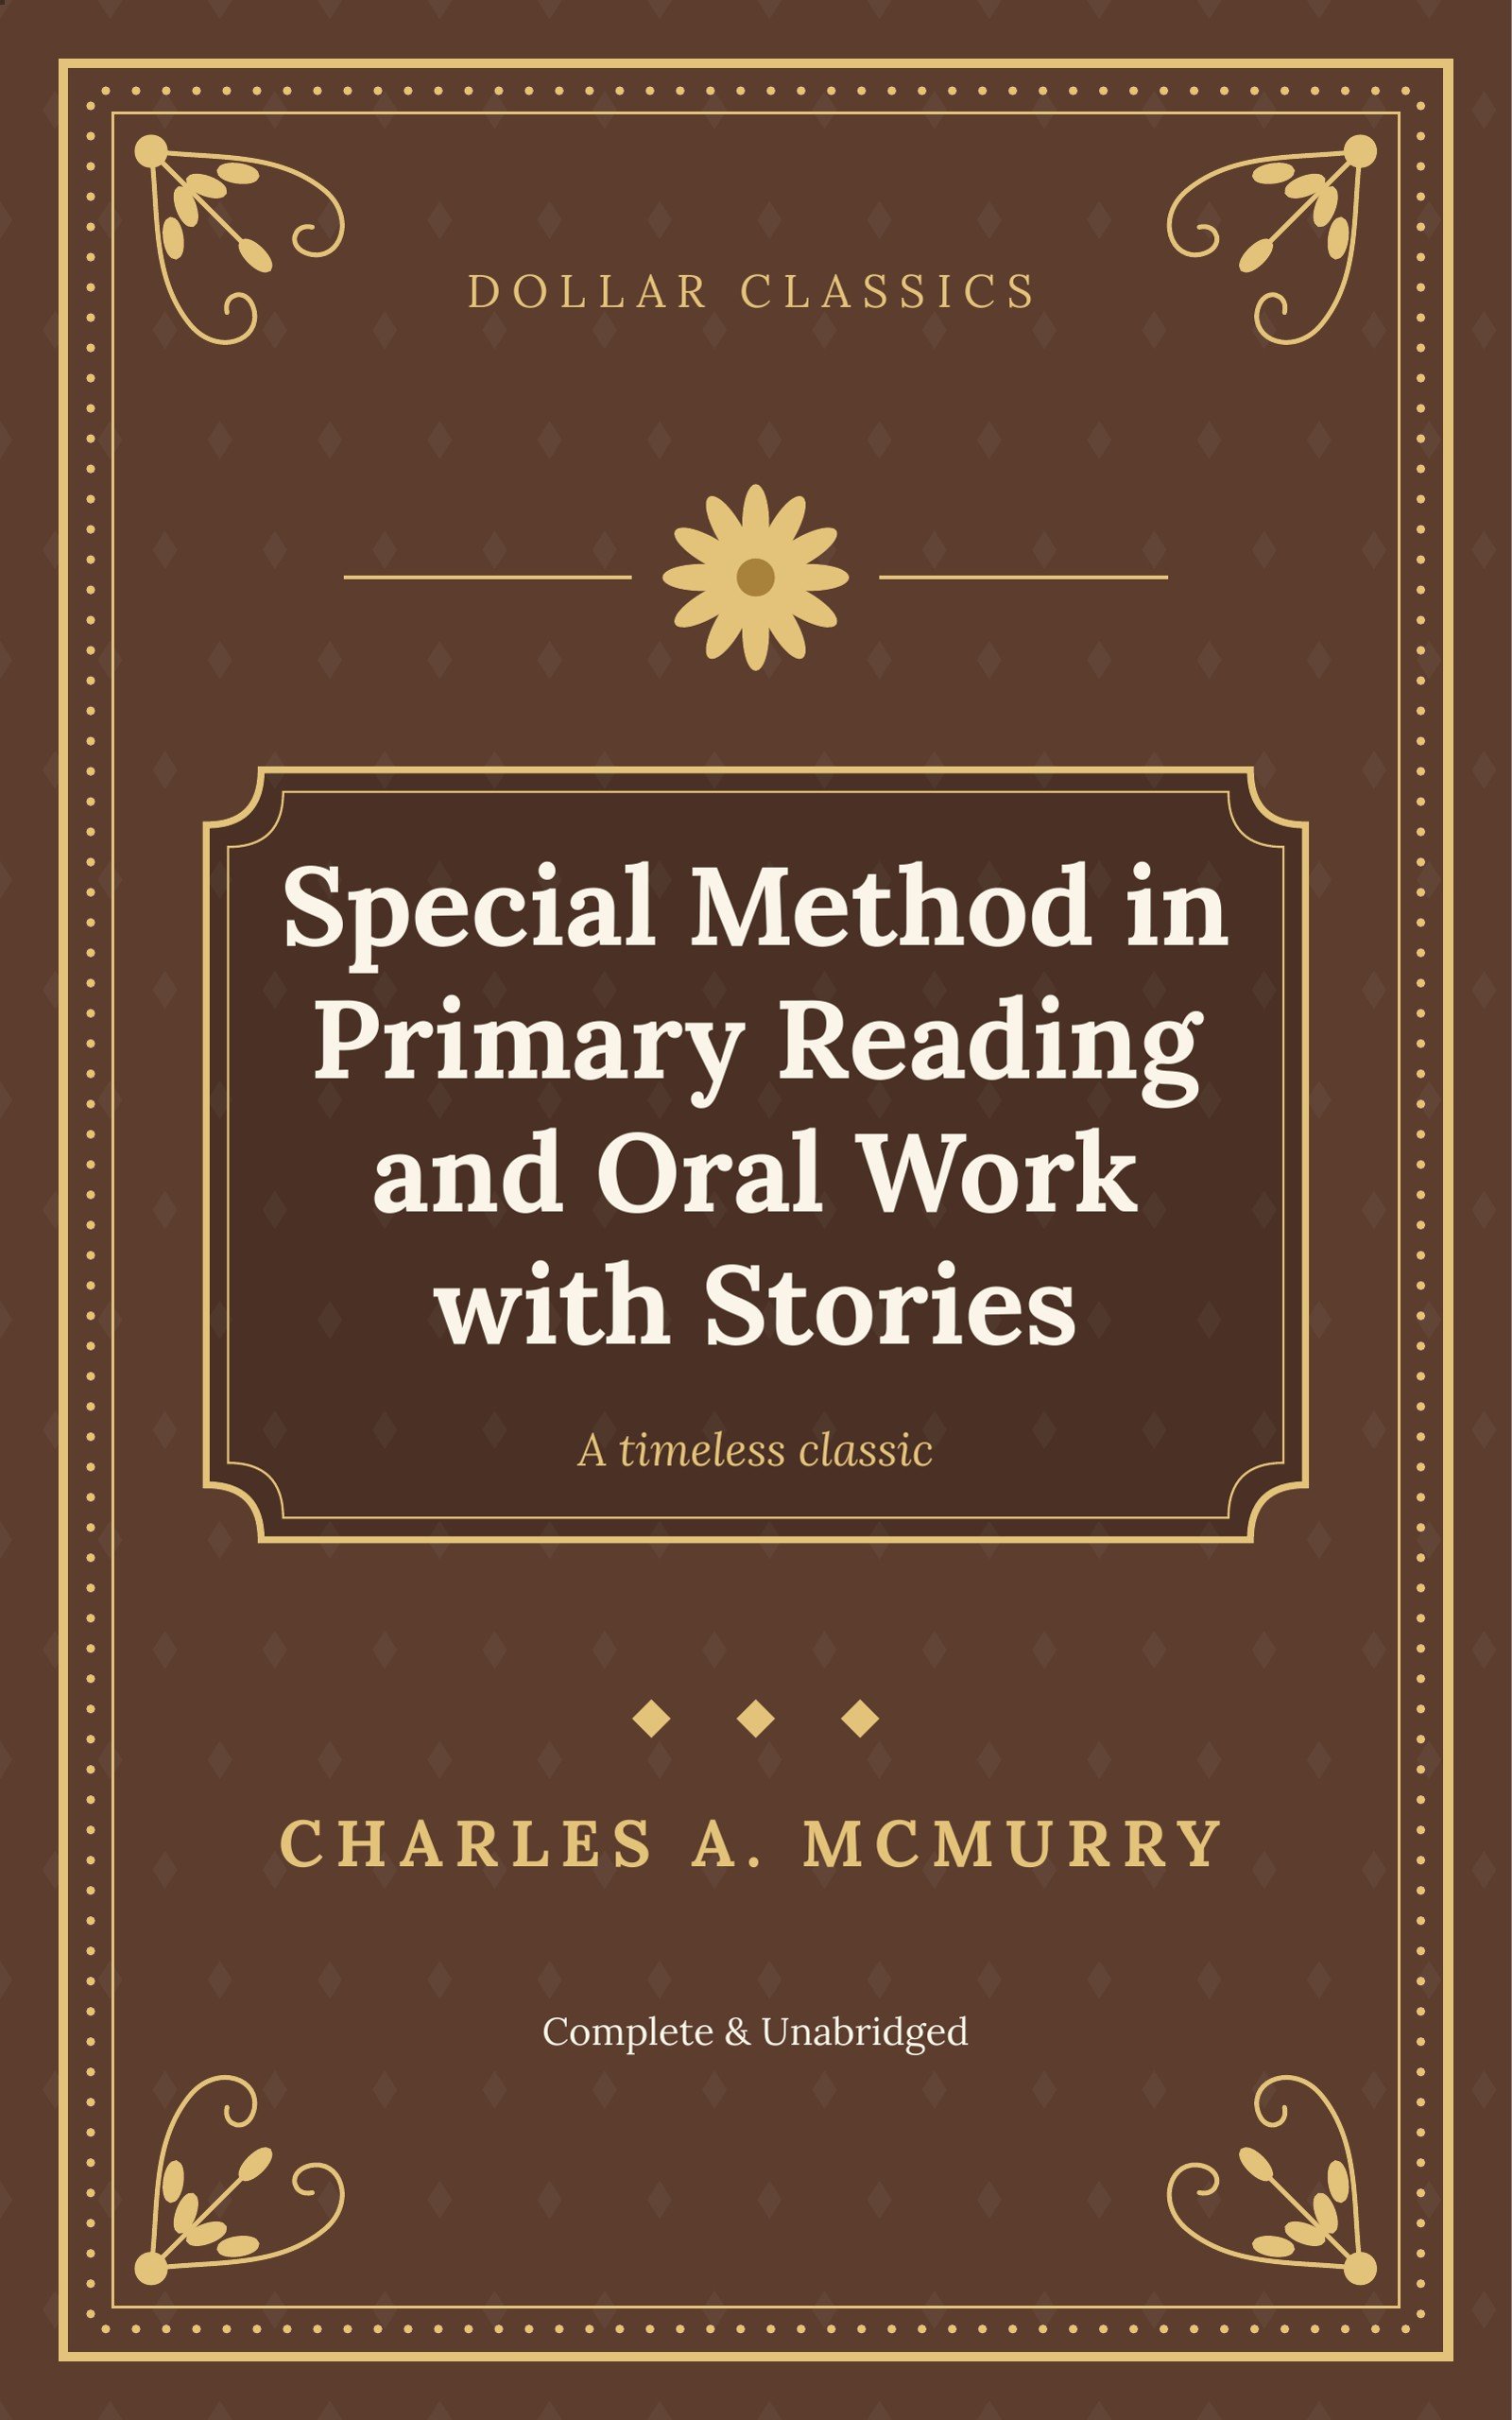 DOLLAR CLASSICS
Special Method in
Primary Reading
and Oral Work
with Stories
A timeless classic
CHARLES A. MCMURRY
Complete & Unabridged